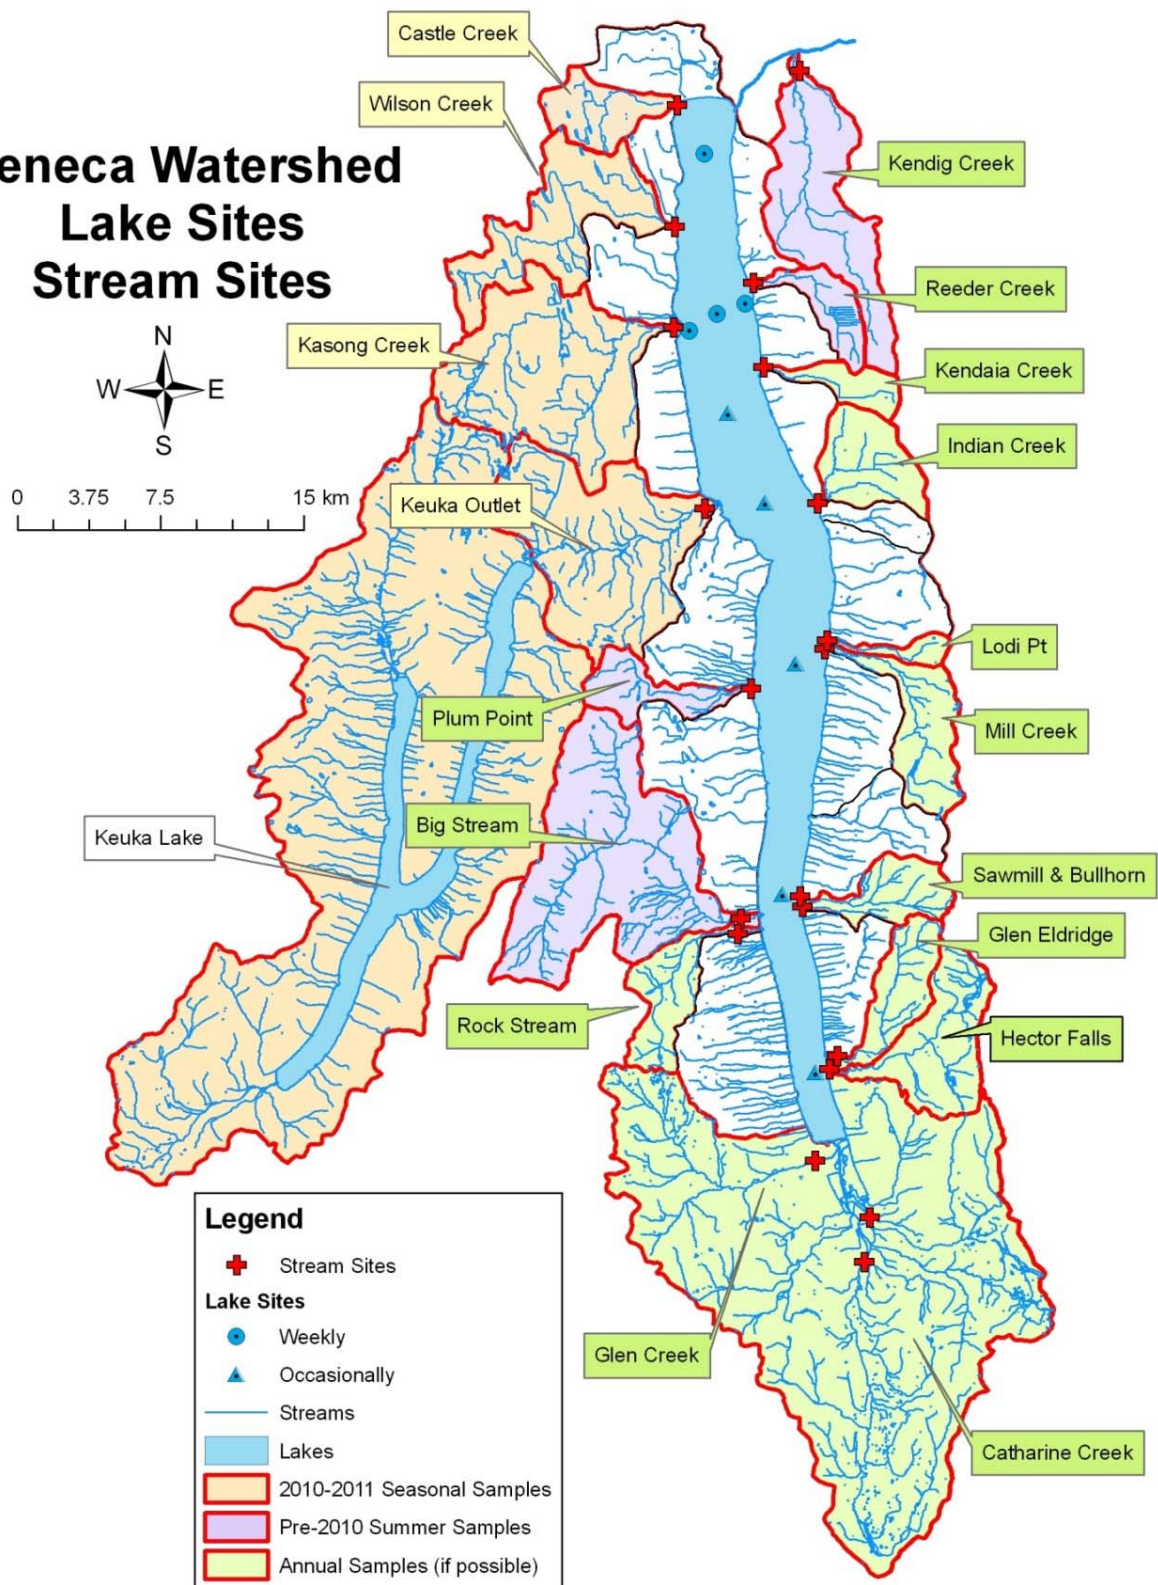 eneca Watershed
Lake Sites
Stream Sites
N
W E
S
0 3.75 7.5 15 km
Castle Creek
Wilson Creek
Kendig Creek
Reeder Creek
Kasong Creek
Kendaia Creek
Indian Creek
Keuka Outlet
Lodi Pt
Plum Point
Mill Creek
Big Stream
Keuka Lake
Sawmill & Bullhorn
Glen Eldridge
Rock Stream
Hector Falls
Glen Creek
Catharine Creek
Legend
Stream Sites
Lake Sites
Weekly
Occasionally
Streams
Lakes
2010-2011 Seasonal Samples
Pre-2010 Summer Samples
Annual Samples (if possible)